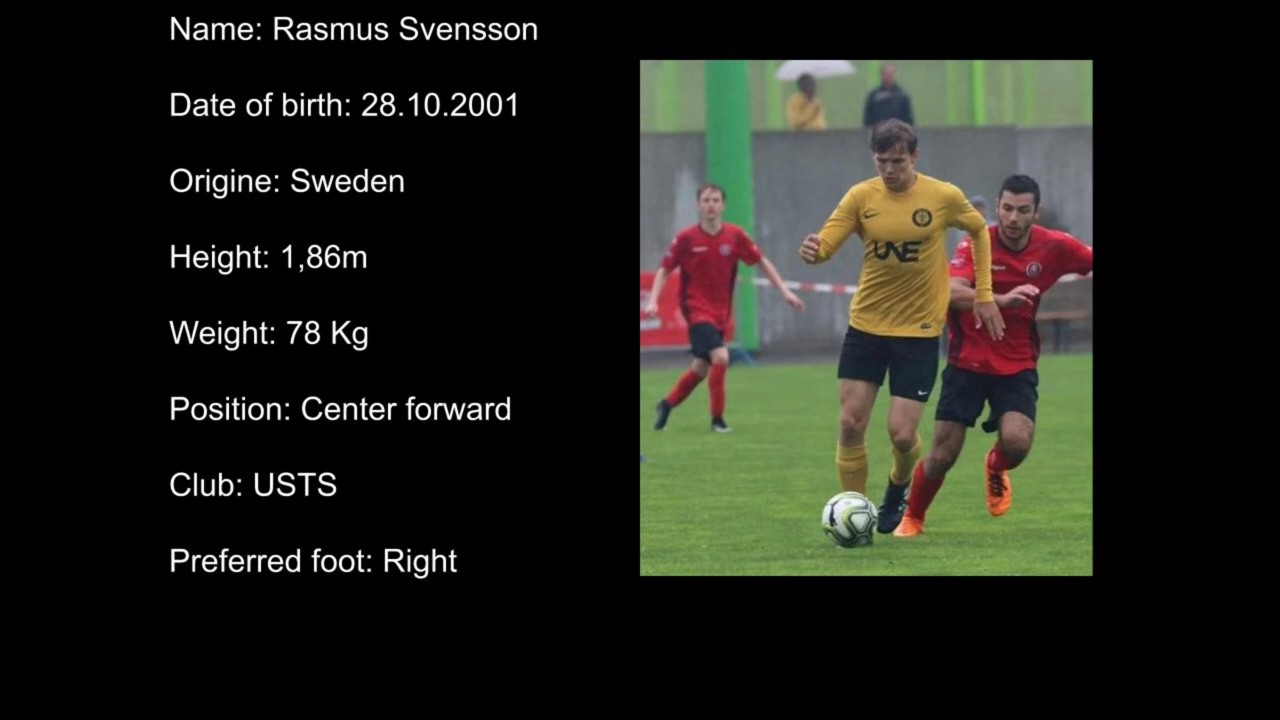 Name: Rasmus Svensson
Date of birth: 28.10.2001
Origine: Sweden
Height: 1,86m
Weight: 78 Kg
Position: Center forward
Club: USTS
Preferred foot: Right
UNE